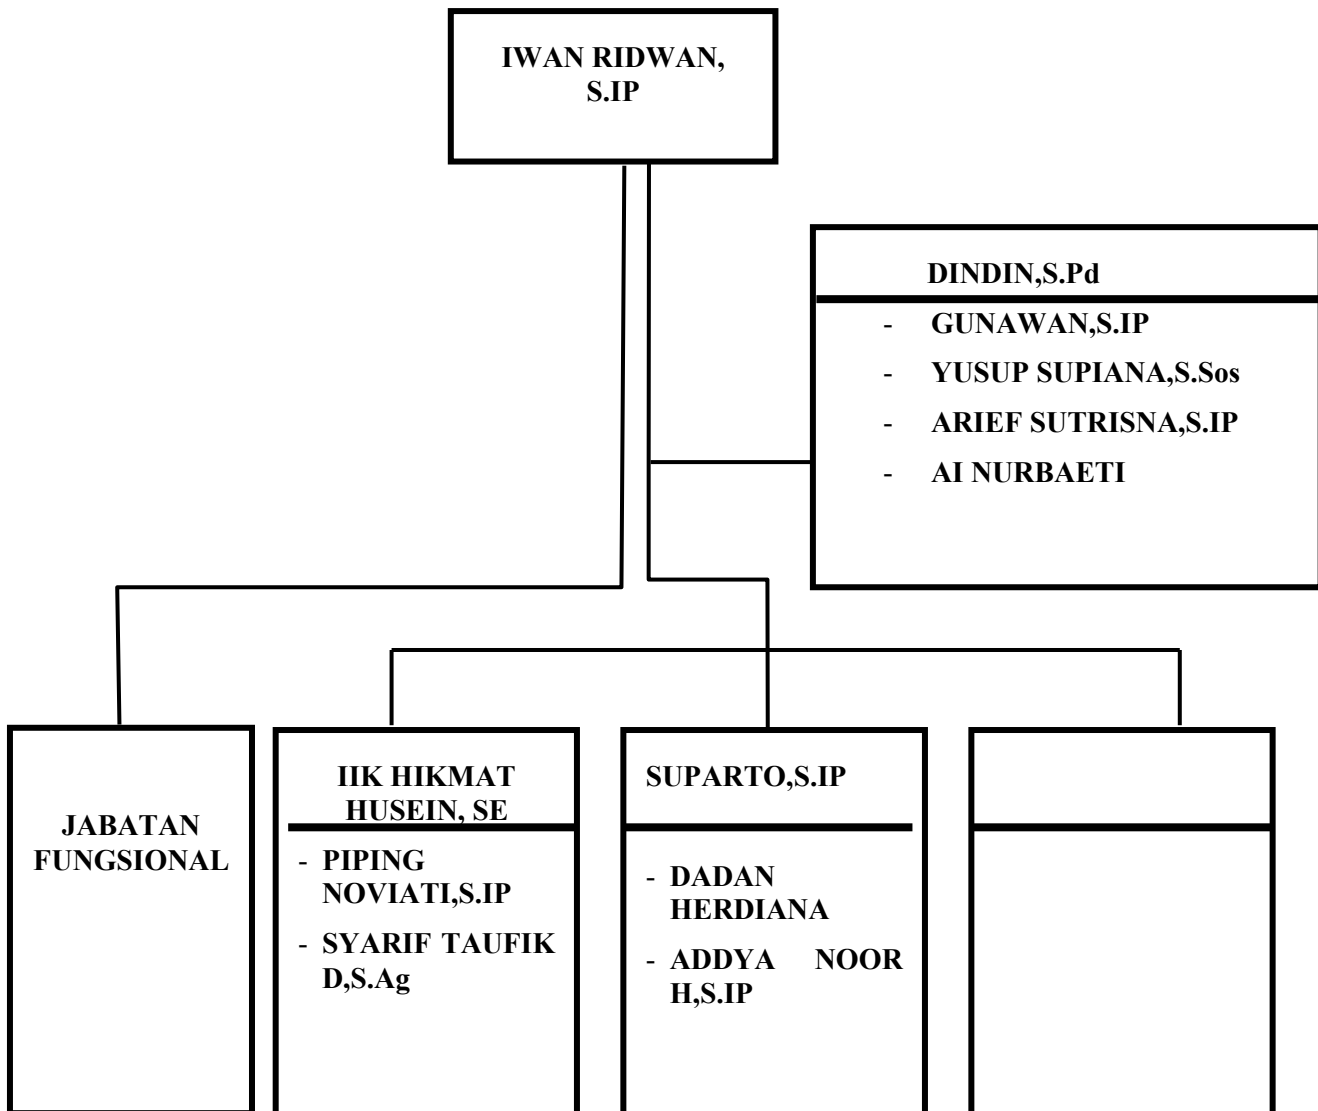 IWAN RIDWAN,
S.IP
DINDIN,S.Pd
- GUNAWAN,S.IP
- YUSUP SUPIANA,S.Sos
- ARIEF SUTRISNA,S.IP
- AI NURBAETI
JABATAN
FUNGSIONAL
IIK HIKMAT
HUSEIN, SE
- PIPING
NOVIATI,S.IP
- SYARIF TAUFIK
D,S.Ag
SUPARTO,S.IP
- DADAN
HERDIANA
- ADDYA NOOR
H,S.IP